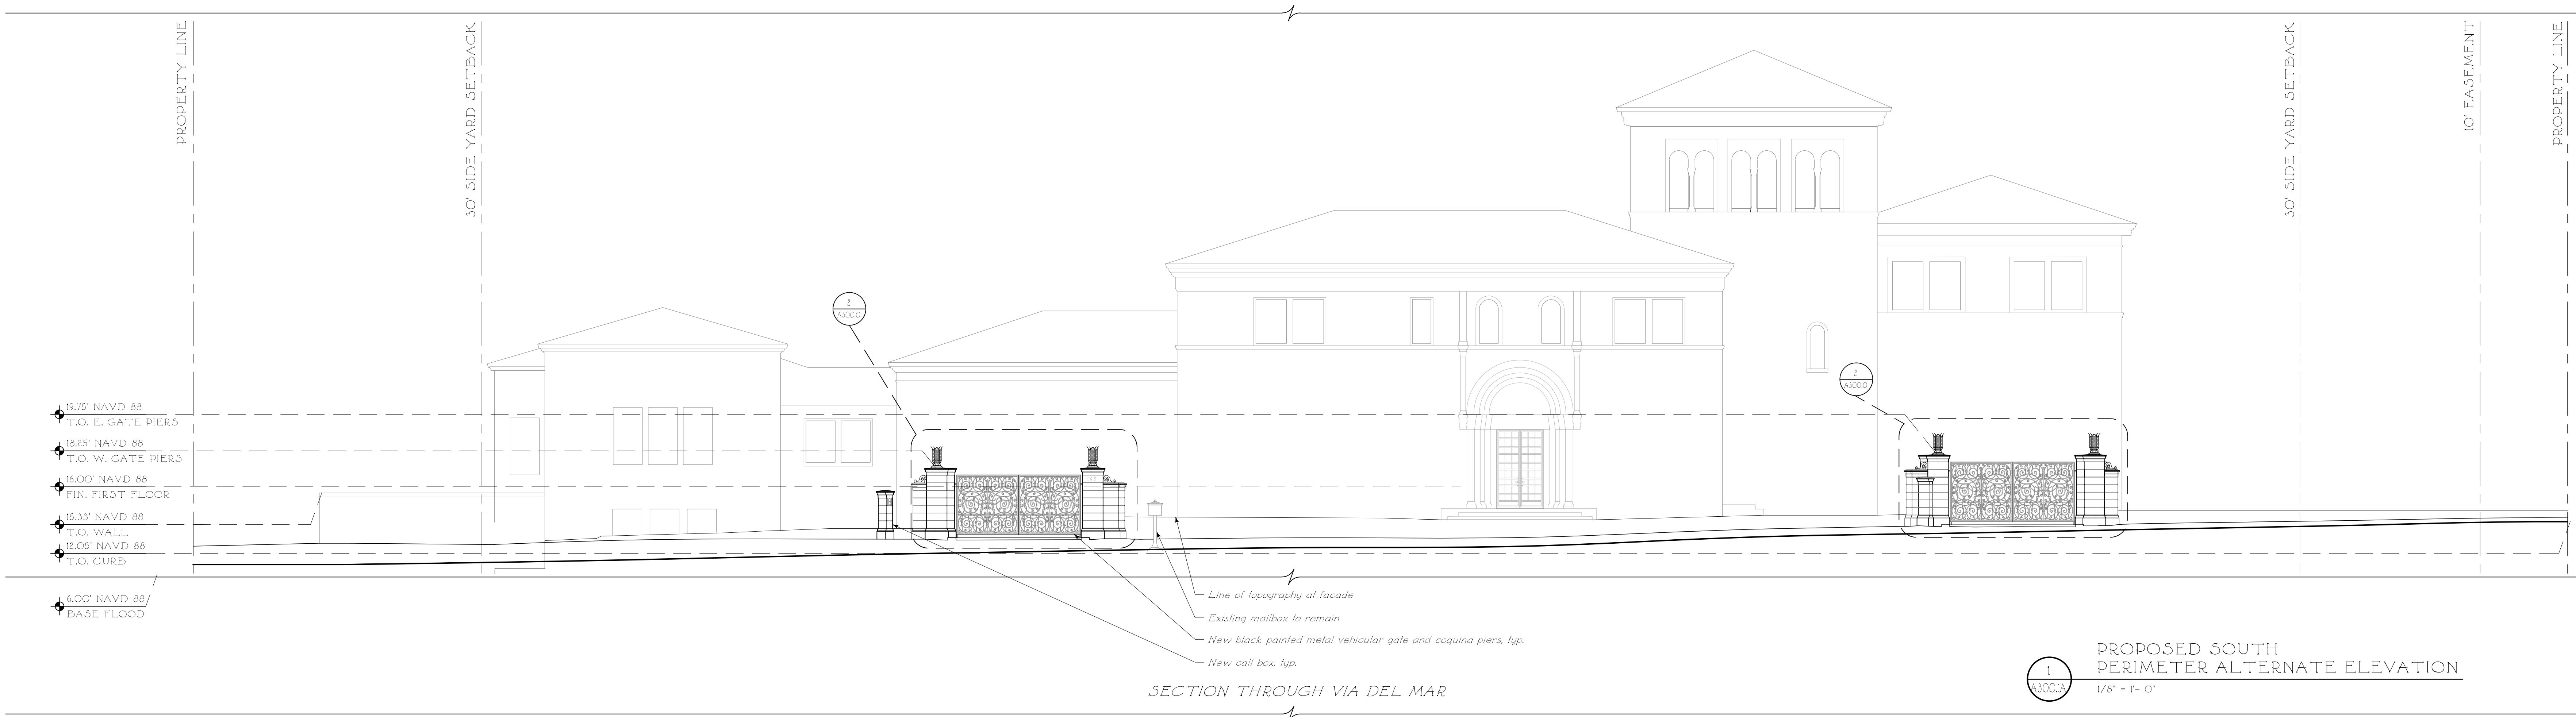 PROPERTY LINE
30' SIDE YARD SETBACK
30' SIDE YARD SETBACK
10' EASEMENT
PROPERTY LINE
2
A300.0
2
A300.0
19.75' NAVD 88
T.O. E. GATE PIERS
18.25' NAVD 88
T.O. W. GATE PIERS
16.00' NAVD 88
FIN. FIRST FLOOR
15.33' NAVD 88
T.O. WALL
12.05' NAVD 88
T.O. CURB
6.00' NAVD 88
BASE FLOOD
Line of topography at facade
Existing mailbox to remain
New black painted metal vehicular gate and coquina piers, typ.
New call box, typ.
SECTION THROUGH VIA DEL MAR
1
A300.1A
PROPOSED SOUTH
PERIMETER ALTERNATE ELEVATION
1/8" = 1'- 0"